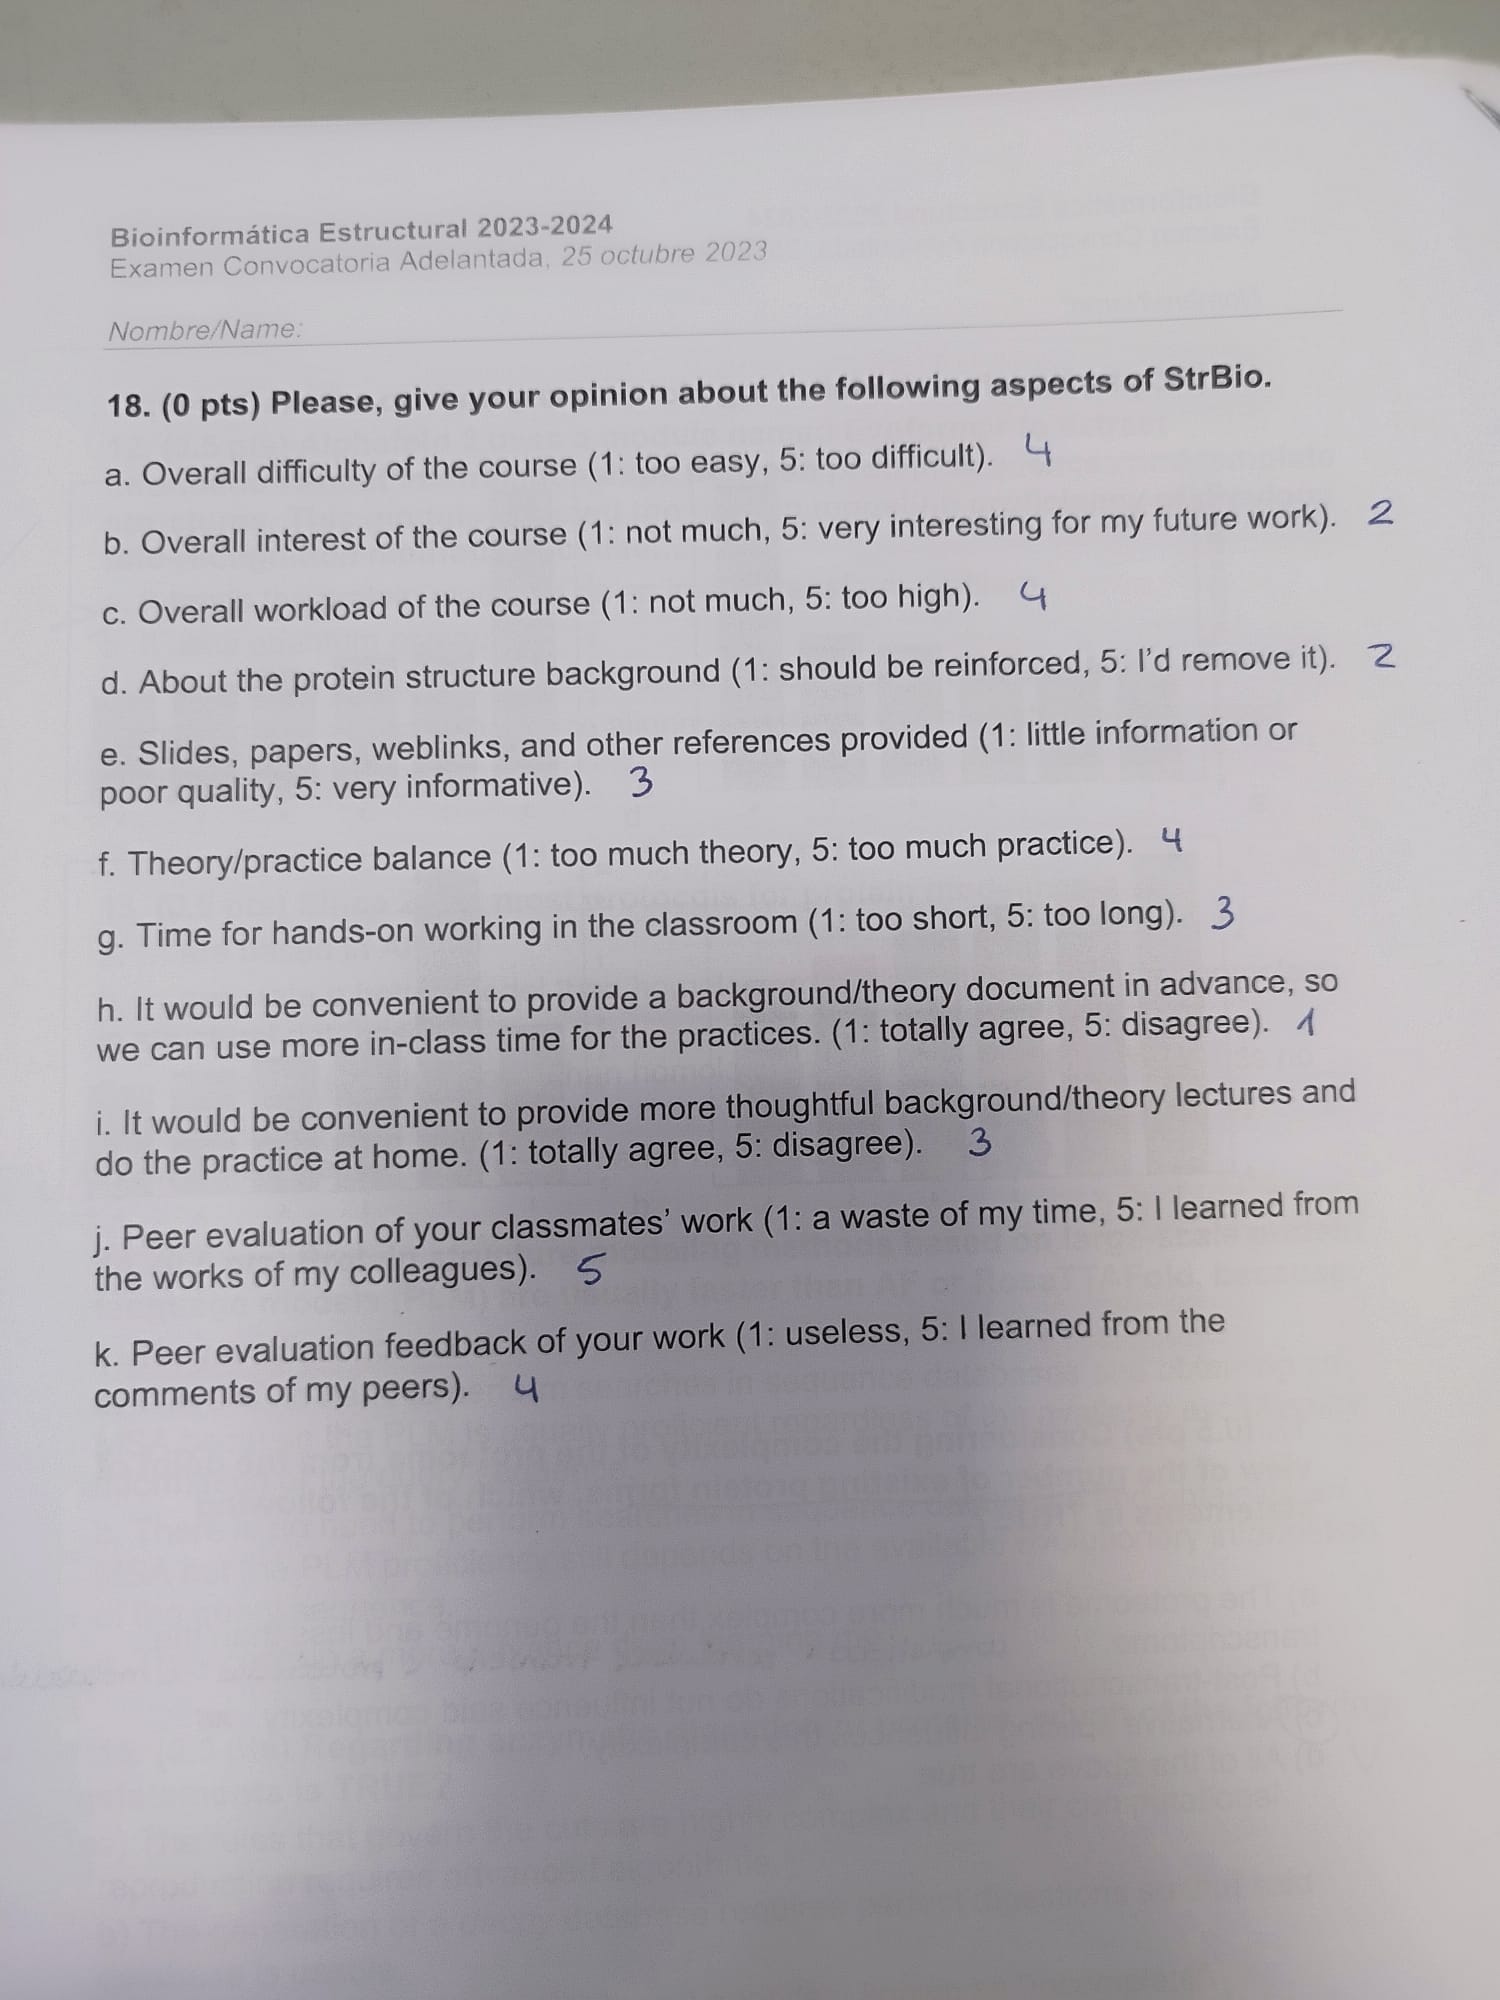 Bioinformática Estructural 2023-2024
Examen Convocatoria Adelantada, 25 octubre 2023
Nombre/Name:
18. (0 pts) Please, give your opinion about the following aspects of StrBio.
a. Overall difficulty of the course (1: too easy, 5: too difficult). 4
b. Overall interest of the course (1: not much, 5: very interesting for my future work). 2
c. Overall workload of the course (1: not much, 5: too high). 4
d. About the protein structure background (1: should be reinforced, 5: I'd remove it). 2
e. Slides, papers, weblinks, and other references provided (1: little information or
poor quality, 5: very informative). 3
f. Theory/practice balance (1: too much theory, 5: too much practice). 4
g. Time for hands-on working in the classroom (1: too short, 5: too long). 3
h. It would be convenient to provide a background/theory document in advance, so
we can use more in-class time for the practices. (1: totally agree, 5: disagree). 1
i. It would be convenient to provide more thoughtful background/theory lectures and
do the practice at home. (1: totally agree, 5: disagree). 3
j. Peer evaluation of your classmates' work (1: a waste of my time, 5: I learned from
the works of my colleagues). 5
k. Peer evaluation feedback of your work (1: useless, 5: I learned from the
comments of my peers). 4